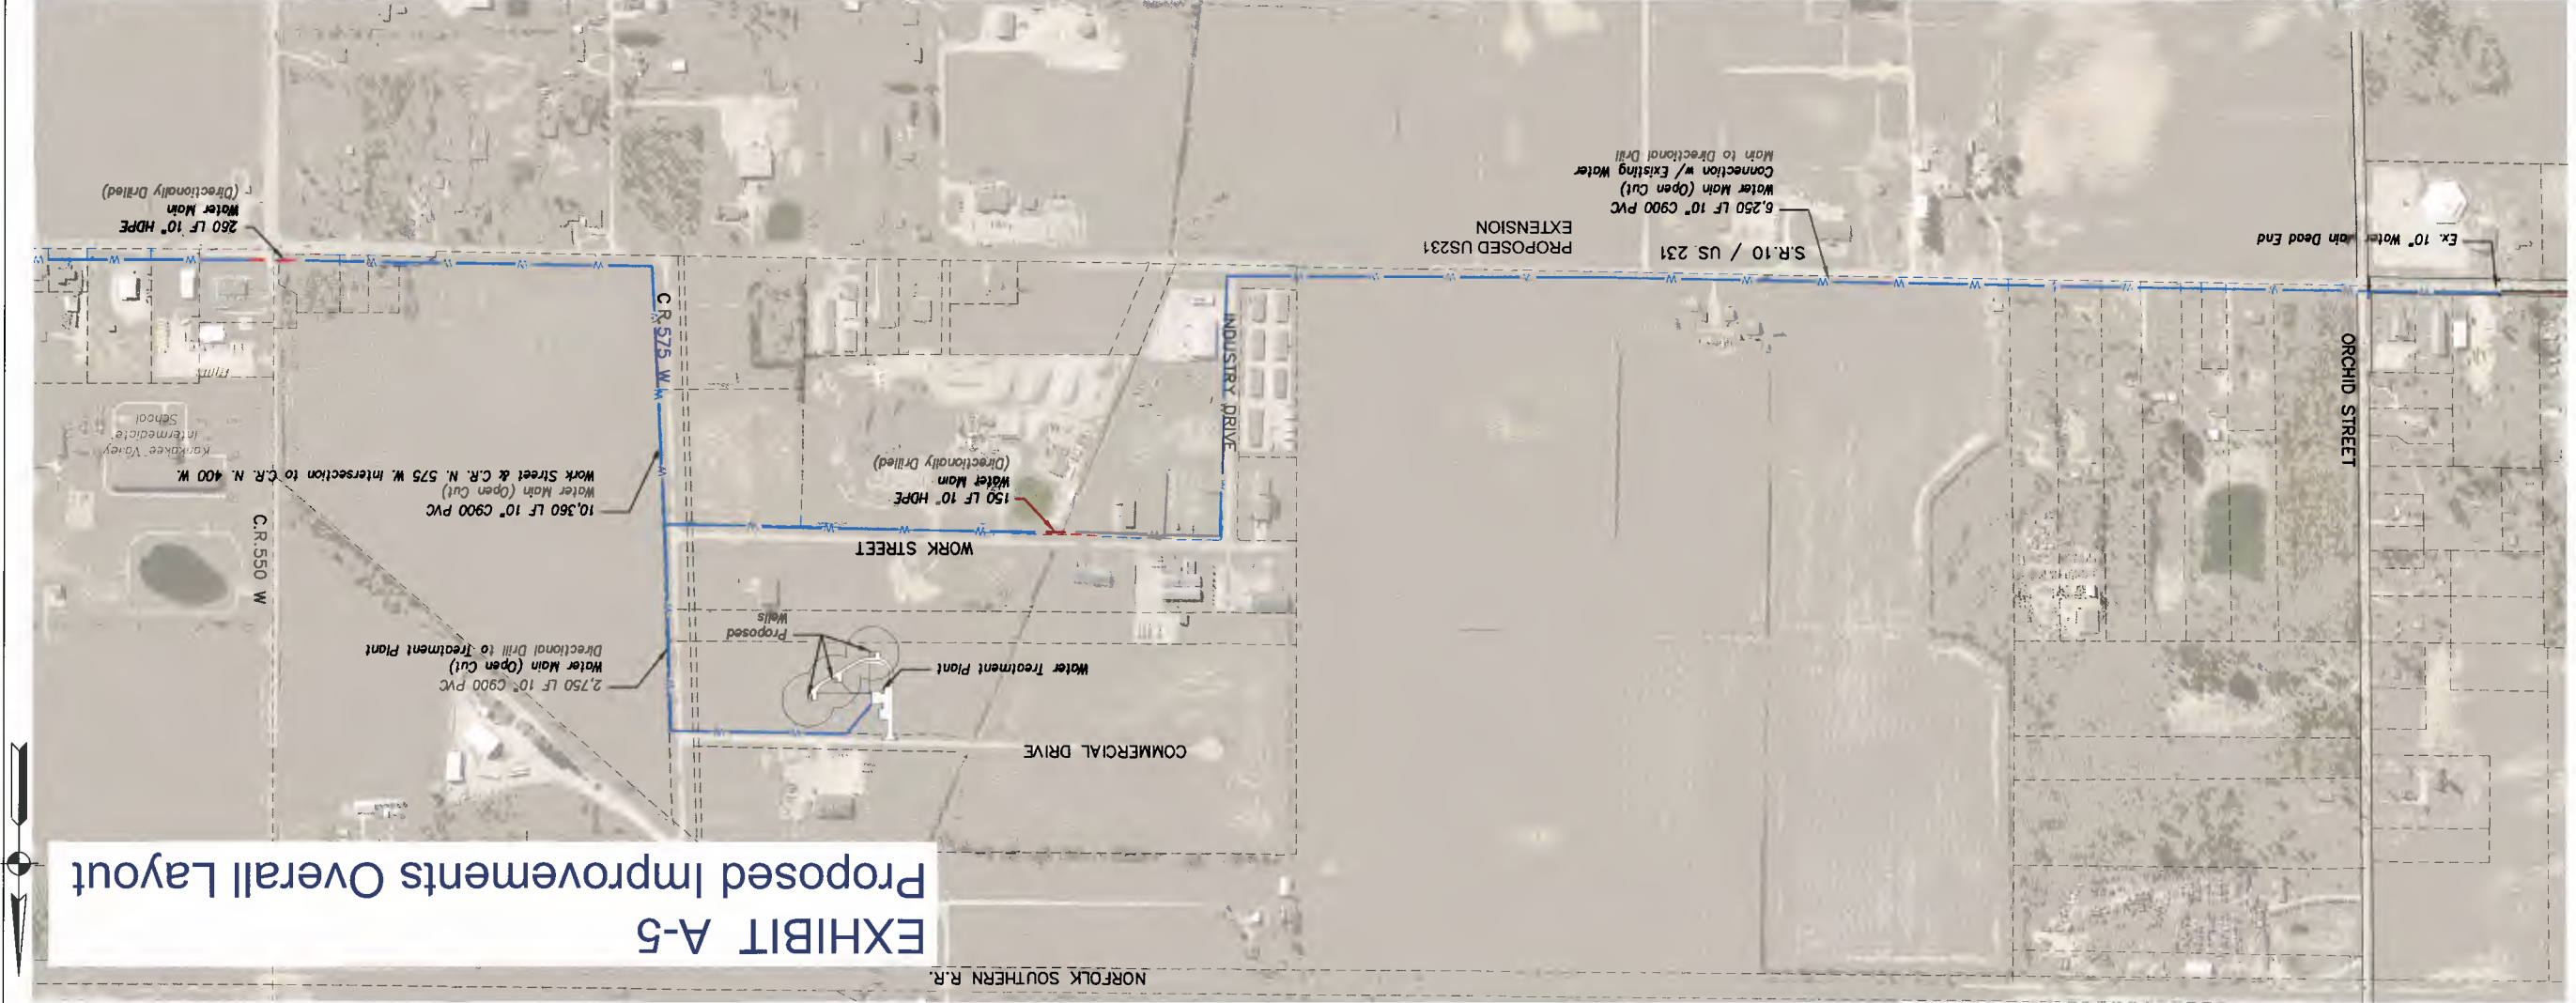 EXHIBIT A-5
Proposed Improvements Overall Layout
NORFOLK SOUTHERN R.R.
COMMERCIAL DRIVE
Water Treatment Plant
Proposed
Wells
2,750 LF 10" C900 PVC
Water Main (Open Cut)
Directional Drill to Treatment Plant
C.R.550 W
WORK STREET
10,360 LF 10" C900 PVC
Water Main (Open Cut)
Work Street & C.R. N. 575 W Intersection to C.R. N. 400 W.
150 LF 10" HDPE
Water Main
(Directionally Drilled)
Kankakee Valley
Intermediate
School
ORCHID STREET
INDUSTRY DRIVE
C.R.575 W
Ex. 10" Water Main Dead End
S.R.10 / US 231
PROPOSED US231
EXTENSION
6,250 LF 10" C900 PVC
Water Main (Open Cut)
Connection w/ Existing Water
Main to Directional Drill
260 LF 10" HDPE
Water Main
(Directionally Drilled)